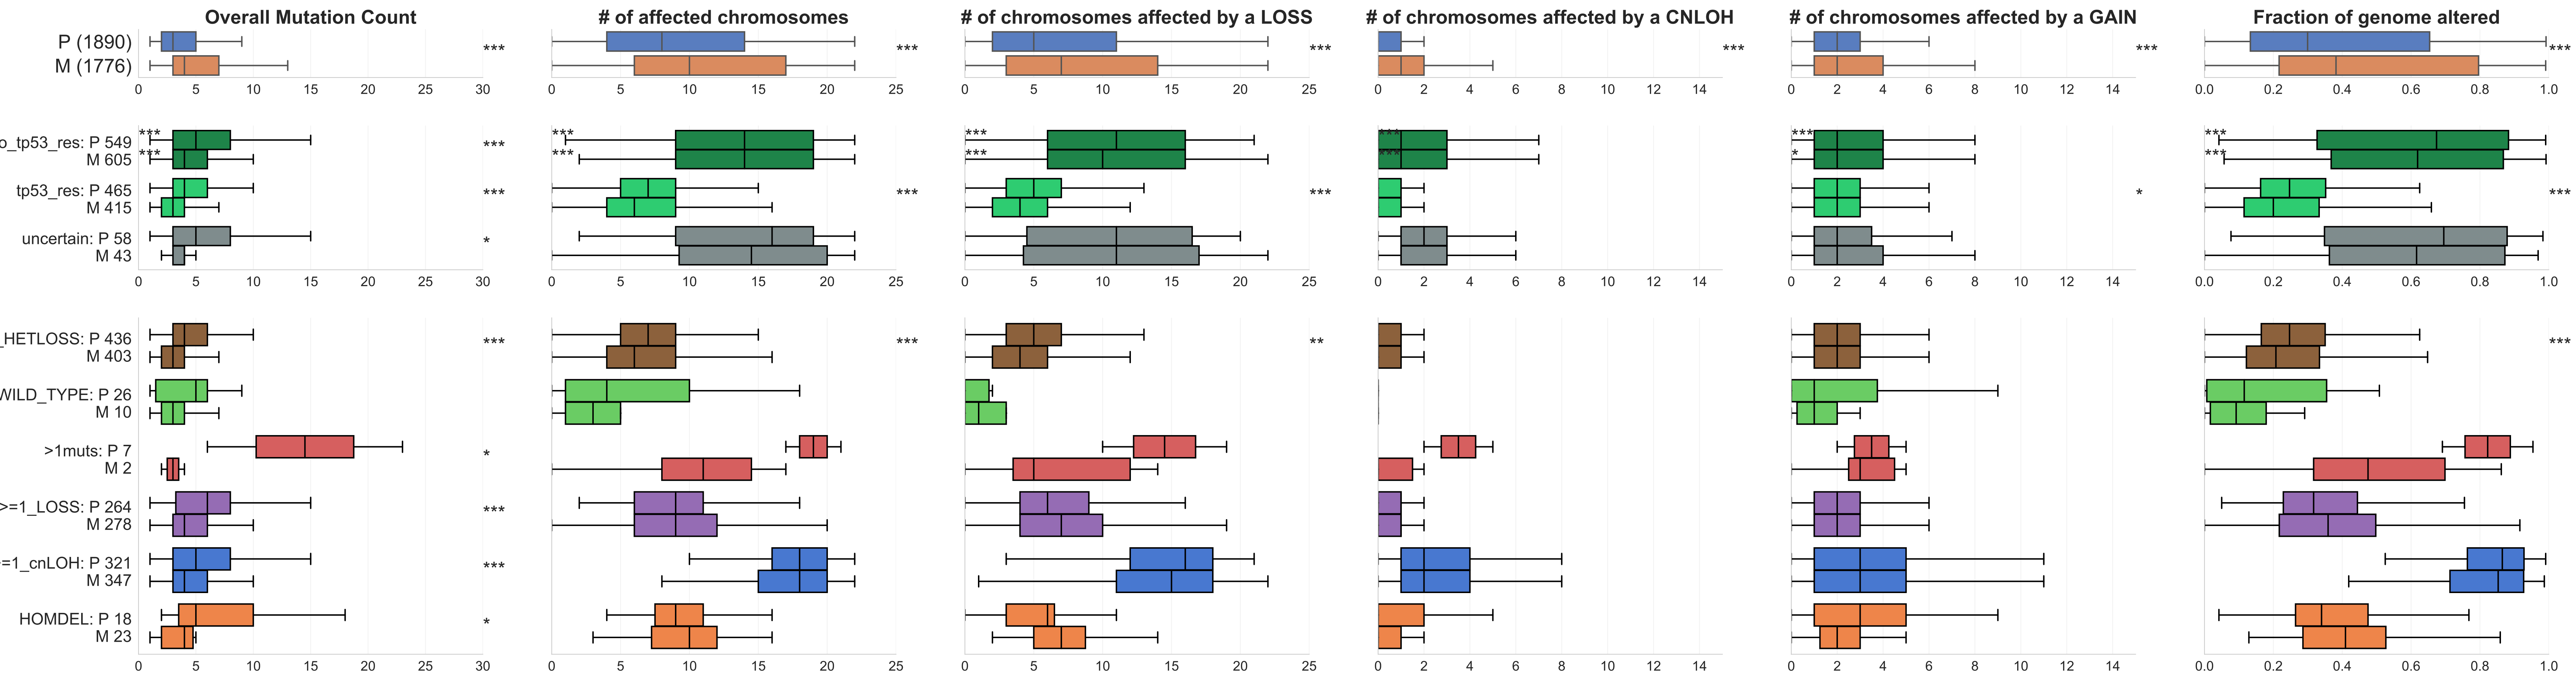 Overall Mutation Count # of affected chromosomes # of chromosomes affected by a LOSS # of chromosomes affected by a CNLOH # of chromosomes affected by a GAIN Fraction of genome altered
P (1890) *** *** *** *** *** ***
M (1776)
0 5 10 15 20 25 30 0 5 10 15 20 25 0 5 10 15 20 25 0 2 4 6 8 10 12 14 0 2 4 6 8 10 12 14 0.0 0.2 0.4 0.6 0.8 1.0
*** *** *** *** *** ***
o_tp53_res: P 549 ***
M 605 *** *** *** *** * ***
tp53_res: P 465 *** *** *** * ***
M 415
uncertain: P 58 *
M 43
0 5 10 15 20 25 30 0 5 10 15 20 25 0 5 10 15 20 25 0 2 4 6 8 10 12 14 0 2 4 6 8 10 12 14 0.0 0.2 0.4 0.6 0.8 1.0
_HETLOSS: P 436 *** *** ** ***
M 403
WILD_TYPE: P 26
M 10
>1muts: P 7 *
M 2
>=1_LOSS: P 264 ***
M 278
=1_cnLOH: P 321 ***
M 347
HOMDEL: P 18 *
M 23
0 5 10 15 20 25 30 0 5 10 15 20 25 0 5 10 15 20 25 0 2 4 6 8 10 12 14 0 2 4 6 8 10 12 14 0.0 0.2 0.4 0.6 0.8 1.0